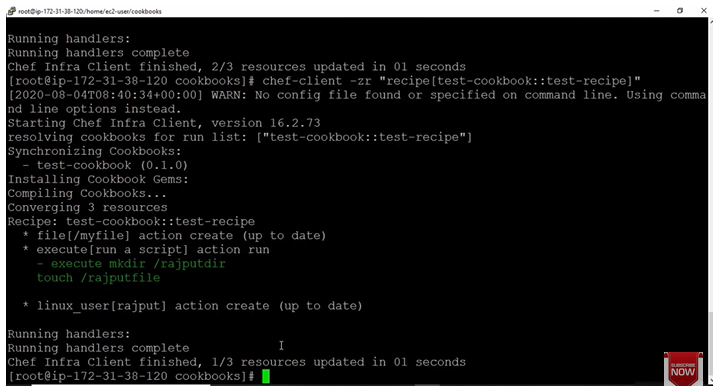 root@ip-172-31-38-120:/home/ec2-user/cookbooks
Running handlers:
Running handlers complete
Chef Infra Client finished, 2/3 resources updated in 01 seconds
[root@ip-172-31-38-120 cookbooks]# chef-client -zr "recipe[test-cookbook::test-recipe]"
[2020-08-04T08:40:34+00:00] WARN: No config file found or specified on command line. Using comma
nd line options instead.
Starting Chef Infra Client, version 16.2.73
resolving cookbooks for run list: ["test-cookbook::test-recipe"]
Synchronizing Cookbooks:
  - test-cookbook (0.1.0)
Installing Cookbook Gems:
Compiling Cookbooks...
Converging 3 resources
Recipe: test-cookbook::test-recipe
  * file[/myfile] action create (up to date)
  * execute[run a script] action run
    - execute mkdir /rajputdir
    touch /rajputfile
  * linux_user[rajput] action create (up to date)
Running handlers:
Running handlers complete
Chef Infra Client finished, 1/3 resources updated in 01 seconds
[root@ip-172-31-38-120 cookbooks]#
SUBSCRIBE
NOW